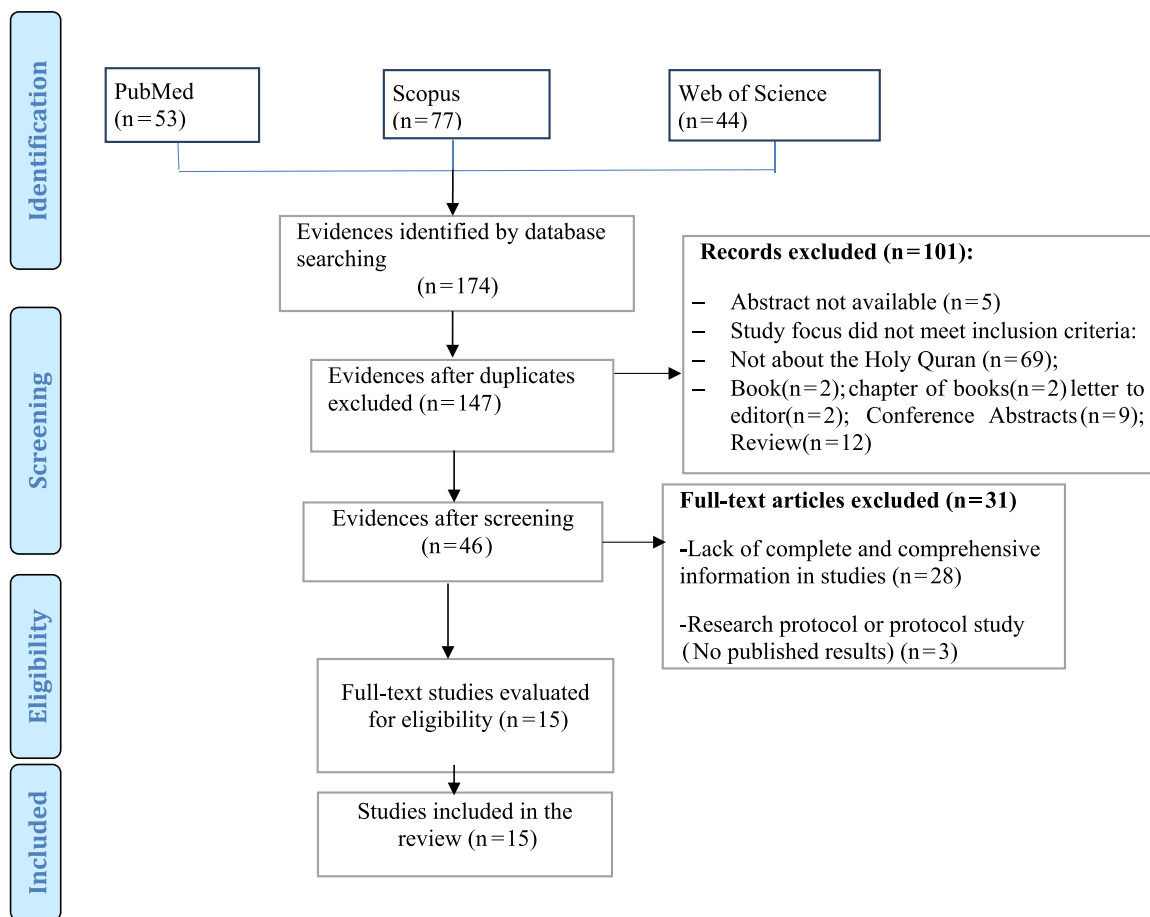 Identification
PubMed
(n=53)
Scopus
(n=77)
Web of Science
(n=44)
Evidences identified by database
searching
(n=174)
Records excluded (n=101):
– Abstract not available (n=5)
– Study focus did not meet inclusion criteria:
– Not about the Holy Quran (n=69);
– Book(n=2); chapter of books(n=2) letter to
editor(n=2); Conference Abstracts(n=9);
Review(n=12)
Screening
Evidences after duplicates
excluded (n=147)
Evidences after screening
(n=46)
Full-text articles excluded (n=31)
-Lack of complete and comprehensive
information in studies (n=28)
-Research protocol or protocol study
(No published results) (n=3)
Eligibility
Full-text studies evaluated
for eligibility (n=15)
Included
Studies included in the
review (n=15)